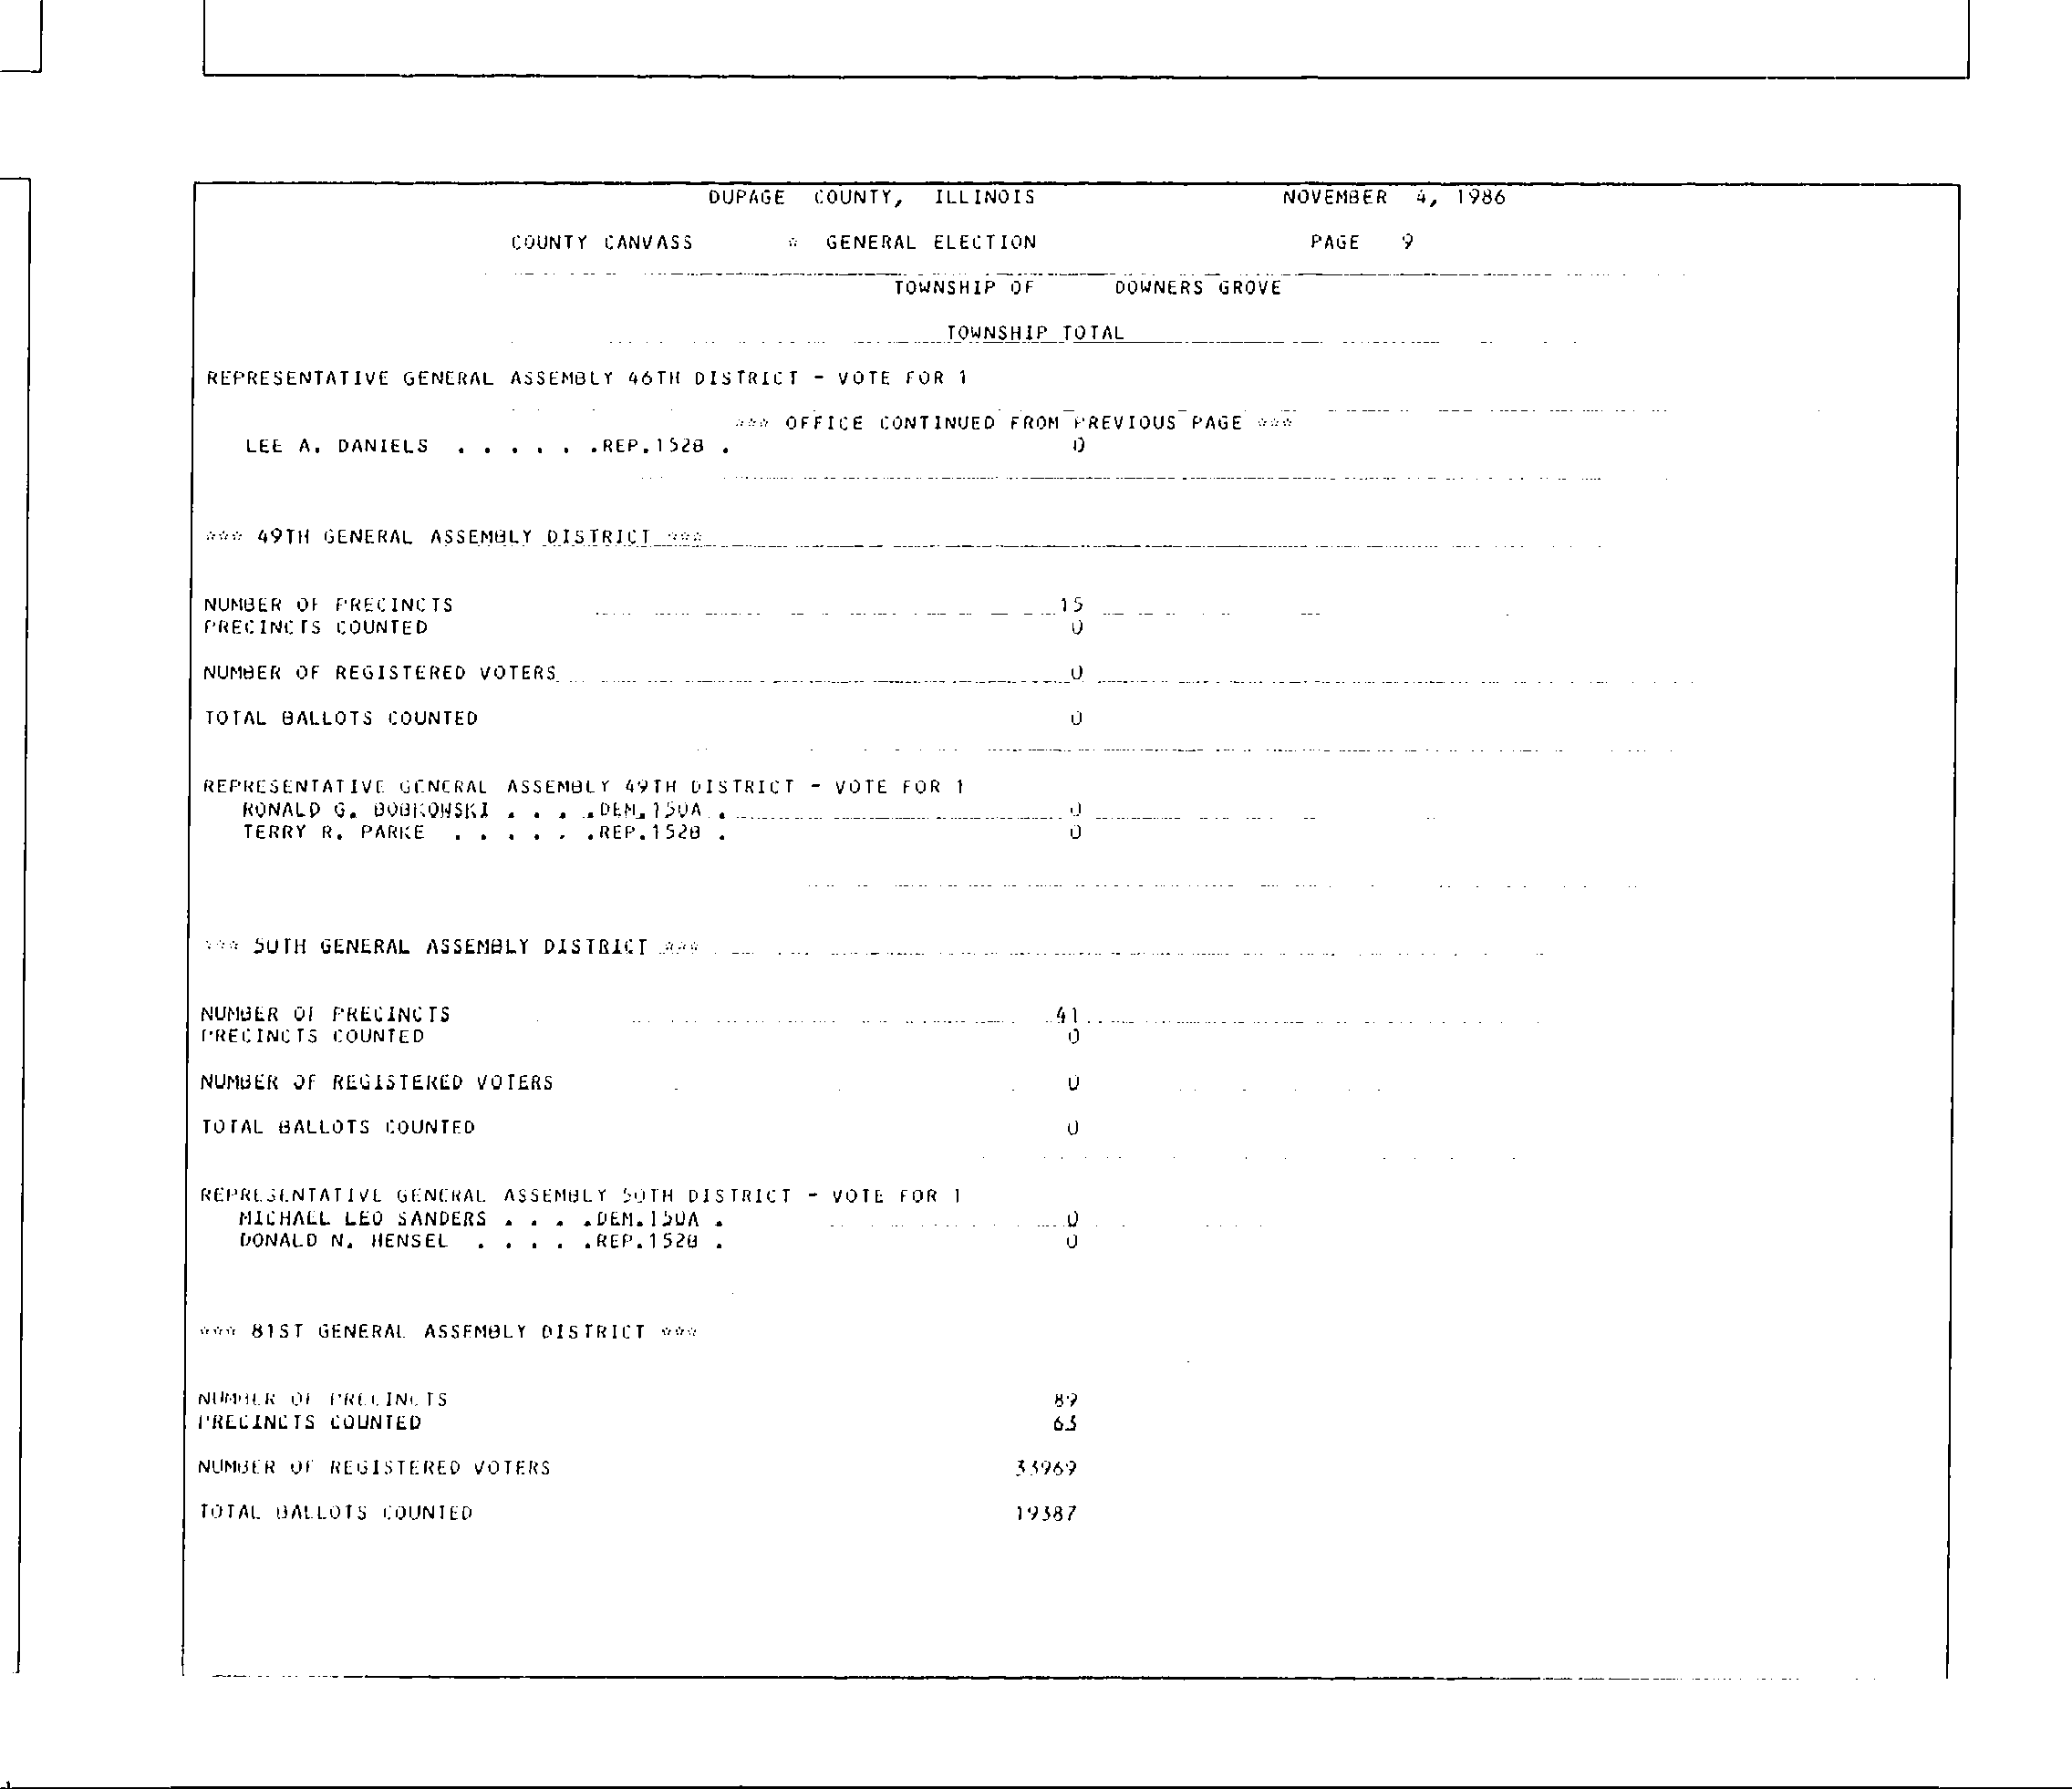 DUPAGE COUNTY, ILLINOIS NOVEMBER 4, 1986
COUNTY CANVASS * GENERAL ELECTION PAGE 9
TOWNSHIP OF DOWNERS GROVE
TOWNSHIP TOTAL
REPRESENTATIVE GENERAL ASSEMBLY 46TH DISTRICT - VOTE FOR 1
*** OFFICE CONTINUED FROM PREVIOUS PAGE ***
LEE A. DANIELS . . . . . .REP.152B . 0
*** 49TH GENERAL ASSEMBLY DISTRICT ***
NUMBER OF PRECINCTS 15
PRECINCTS COUNTED 0
NUMBER OF REGISTERED VOTERS 0
TOTAL BALLOTS COUNTED 0
REPRESENTATIVE GENERAL ASSEMBLY 49TH DISTRICT - VOTE FOR 1
RONALD G. BOBKOWSKI . . . .DEM.150A . 0
TERRY R. PARKE . . . . . .REP.152B . 0
*** 50TH GENERAL ASSEMBLY DISTRICT ***
NUMBER OF PRECINCTS 41
PRECINCTS COUNTED 0
NUMBER OF REGISTERED VOTERS 0
TOTAL BALLOTS COUNTED 0
REPRESENTATIVE GENERAL ASSEMBLY 50TH DISTRICT - VOTE FOR 1
MICHAEL LEO SANDERS . . . .DEM.150A . 0
DONALD N. HENSEL . . . . .REP.152B . 0
*** 81ST GENERAL ASSEMBLY DISTRICT ***
NUMBER OF PRECINCTS 89
PRECINCTS COUNTED 63
NUMBER OF REGISTERED VOTERS 33969
TOTAL BALLOTS COUNTED 19387